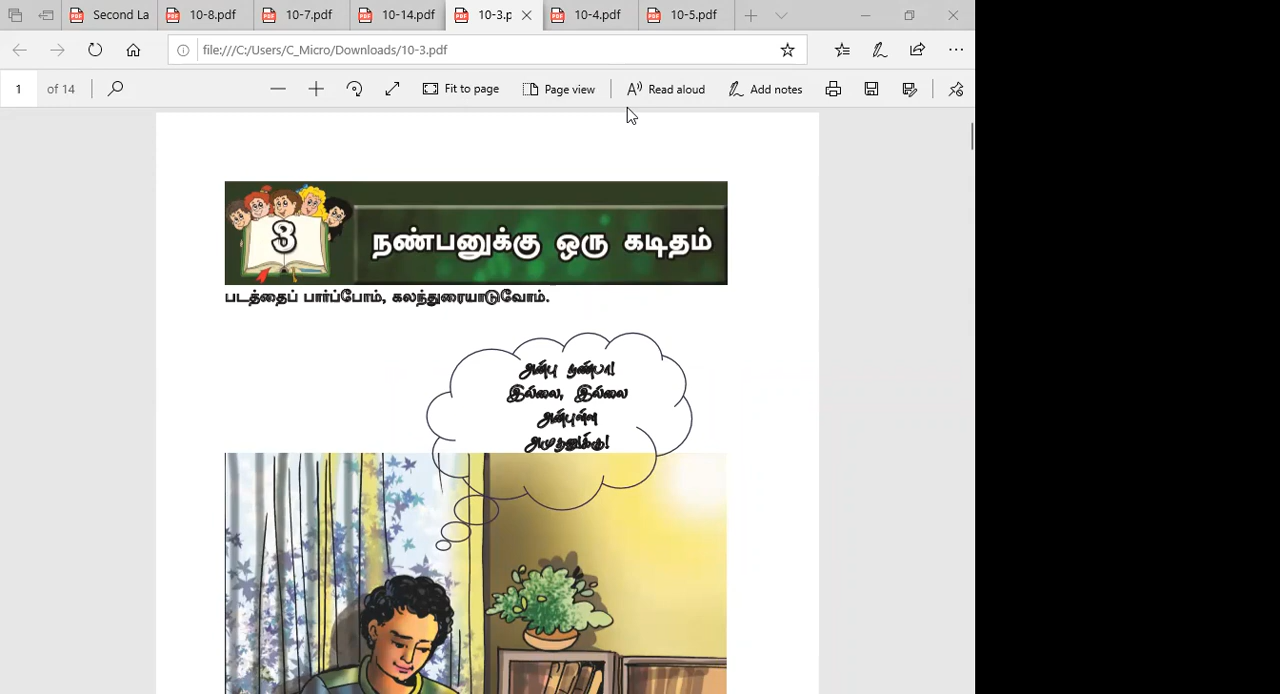 Second La 10-8.pdf 10-7.pdf 10-14.pdf 10-3.p 10-4.pdf 10-5.pdf
file:///C:/Users/C_Micro/Downloads/10-3.pdf
1 of 14 Fit to page Page view Read aloud Add notes
3 நண்பனுக்கு ஒரு கடிதம்
படத்தைப் பார்ப்போம், கலந்துரையாடுவோம்.
அன்பு நண்பா!
இல்லை, இல்லை
அன்புள்ள
அமுதனுக்கு!